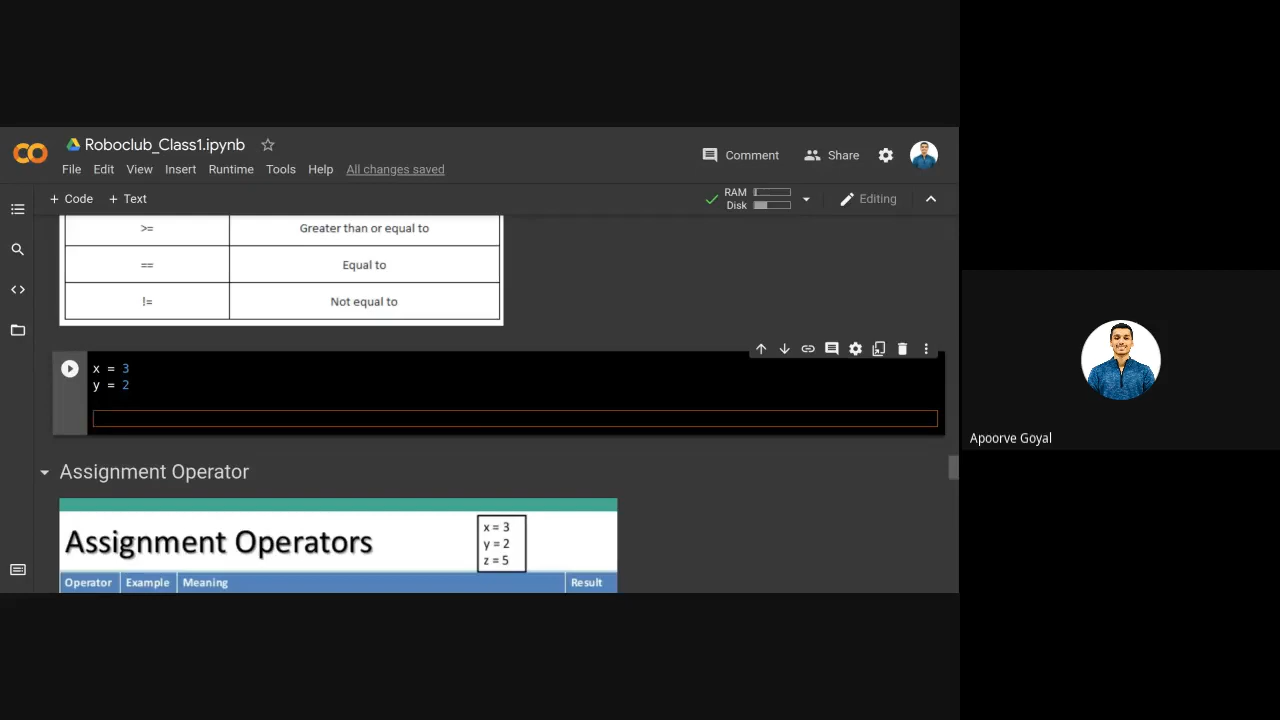 Roboclub_Class1.ipynb
File Edit View Insert Runtime Tools Help All changes saved
Comment Share
+ Code + Text
RAM
Disk
Editing
>= Greater than or equal to
== Equal to
!= Not equal to
x = 3
y = 2
Assignment Operator
Assignment Operators
x = 3
y = 2
z = 5
Operator Example Meaning Result
Apoorve Goyal